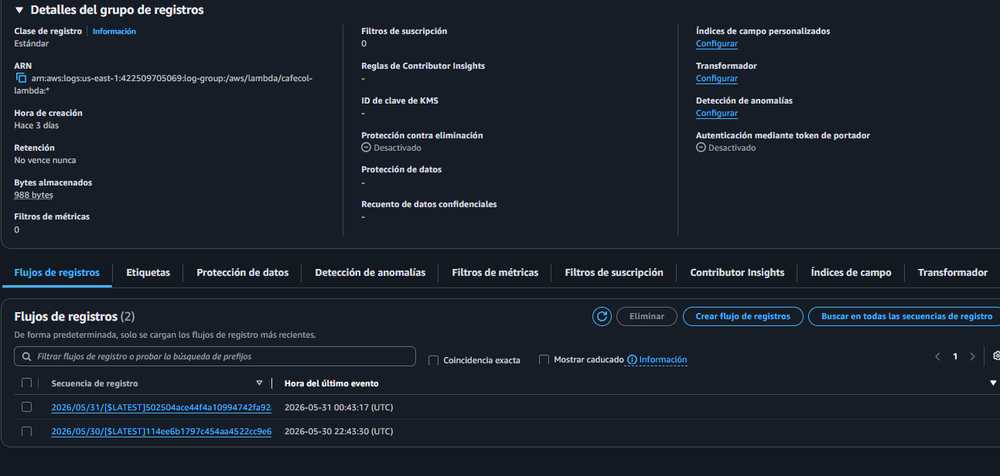 Detalles del grupo de registros
Clase de registro Información
Estándar
ARN
arn:aws:logs:us-east-1:422509705069:log-group:/aws/lambda/cafecol-
lambda:*
Hora de creación
Hace 3 días
Retención
No vence nunca
Bytes almacenados
988 bytes
Filtros de métricas
0
Filtros de suscripción
0
Reglas de Contributor Insights
-
ID de clave de KMS
-
Protección contra eliminación
Desactivado
Protección de datos
-
Recuento de datos confidenciales
-
Índices de campo personalizados
Configurar
Transformador
Configurar
Detección de anomalías
Configurar
Autenticación mediante token de portador
Desactivado
Flujos de registros Etiquetas Protección de datos Detección de anomalías Filtros de métricas Filtros de suscripción Contributor Insights Índices de campo Transformador
Flujos de registros (2) Eliminar Crear flujo de registros Buscar en todas las secuencias de registro
De forma predeterminada, solo se cargan los flujos de registro más recientes.
Filtrar flujos de registro o probar la búsqueda de prefijos Coincidencia exacta Mostrar caducado Información 1
Secuencia de registro Hora del último evento
2026/05/31/[$LATEST]502504ace44f4a10994742fa92 2026-05-31 00:43:17 (UTC)
2026/05/30/[$LATEST]114ee6b1797c454aa4522cc9e6 2026-05-30 22:43:30 (UTC)